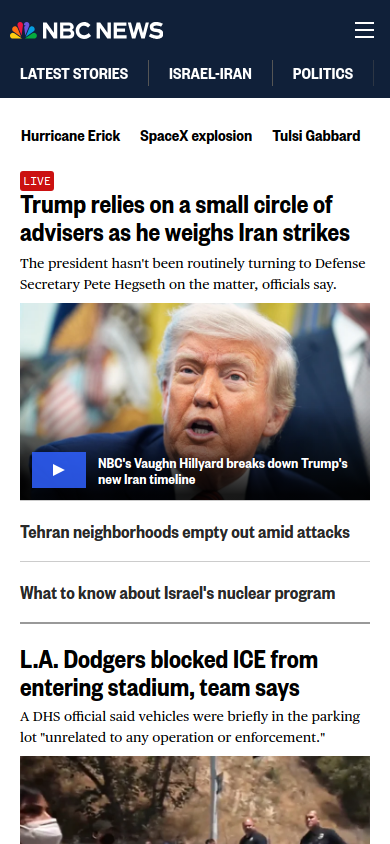 NBC NEWS
LATEST STORIES
ISRAEL-IRAN
POLITICS
Hurricane Erick
SpaceX explosion
Tulsi Gabbard
LIVE
Trump relies on a small circle of
advisers as he weighs Iran strikes
The president hasn't been routinely turning to Defense
Secretary Pete Hegseth on the matter, officials say.
NBC's Vaughn Hillyard breaks down Trump's
new Iran timeline
Tehran neighborhoods empty out amid attacks
What to know about Israel's nuclear program
L.A. Dodgers blocked ICE from
entering stadium, team says
A DHS official said vehicles were briefly in the parking
lot "unrelated to any operation or enforcement."